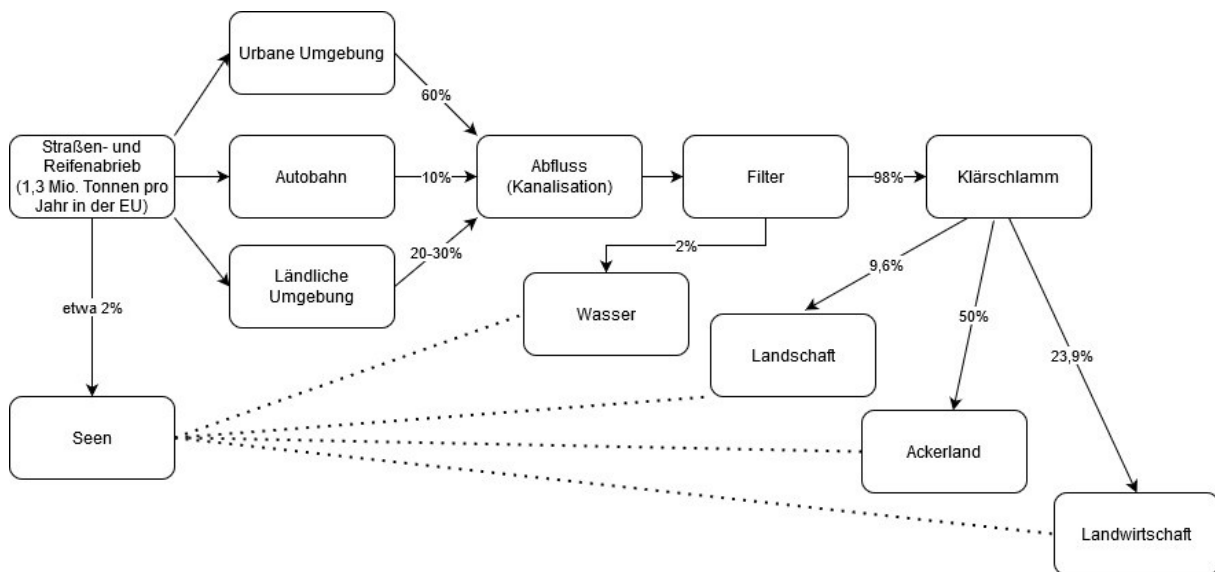 Urbane Umgebung
60%
Straßen- und
Reifenabrieb
(1,3 Mio. Tonnen pro
Jahr in der EU)
Autobahn
10%
Abfluss
(Kanalisation)
Filter
98%
Klärschlamm
Ländliche
Umgebung
20-30%
2%
9,6%
etwa 2%
Wasser
50%
Landschaft
23,9%
Seen
Ackerland
Landwirtschaft